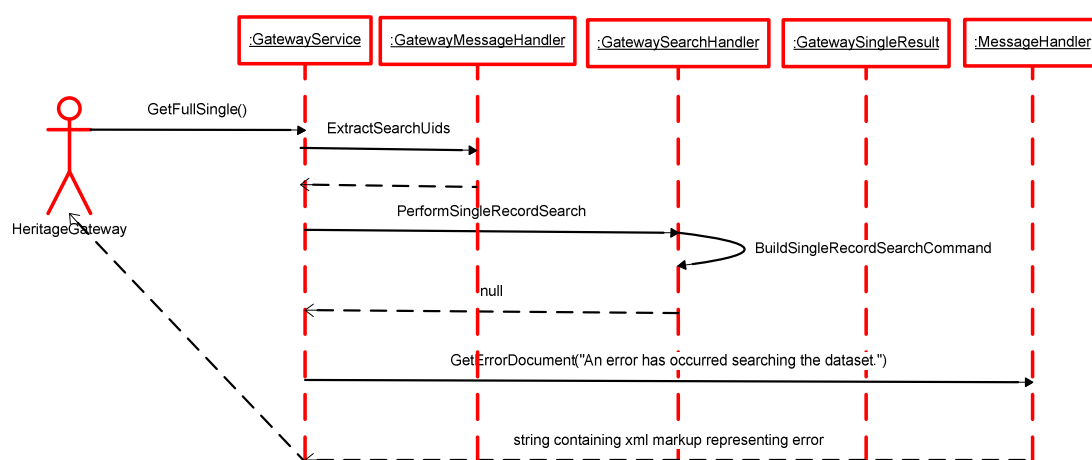 :GatewayService
:GatewayMessageHandler
:GatewaySearchHandler
:GatewaySingleResult
:MessageHandler
GetFullSingle()
ExtractSearchUids
PerformSingleRecordSearch
HeritageGateway
BuildSingleRecordSearchCommand
null
GetErrorDocument("An error has occurred searching the dataset.")
string containing xml markup representing error